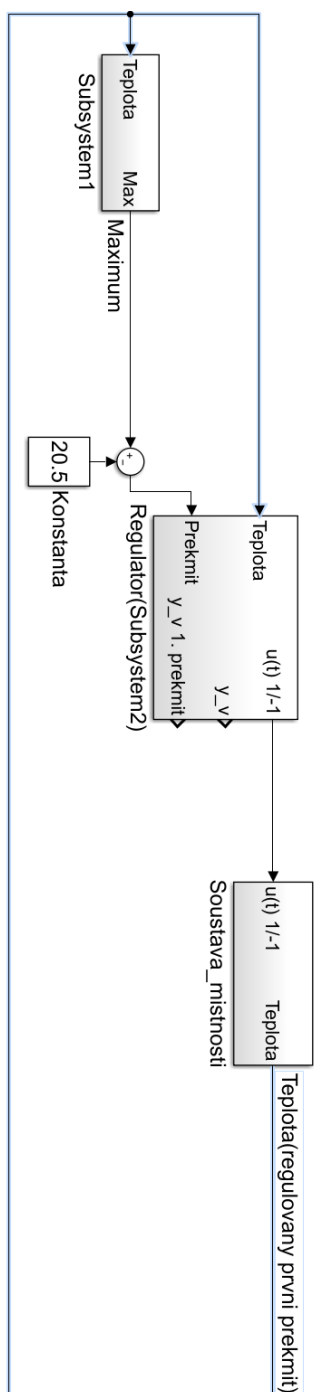 Teplota
Max
Subsystem1
Maximum
+
-
20.5
Konstanta
Teplota
Prekmit
u(t) 1/-1
y_v
y_v 1. prekmit
Regulator(Subsystem2)
u(t) 1/-1
Teplota
Soustava_mistnosti
Teplota(regulovany prvni prekmit)